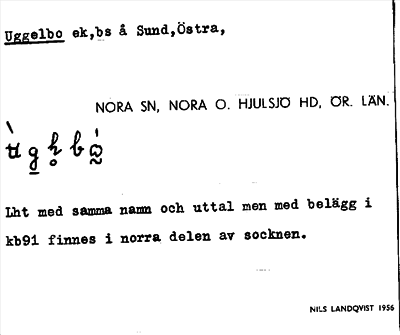 Uggelbo ek,bs å Sund,Östra,
NORA SN, NORA O. HJULSJÖ HD, ÖR. LÄN.
Lht med samma namn och uttal men med belägg i
kb91 finnes i norra delen av socknen.
NILS LANDQVIST 1956